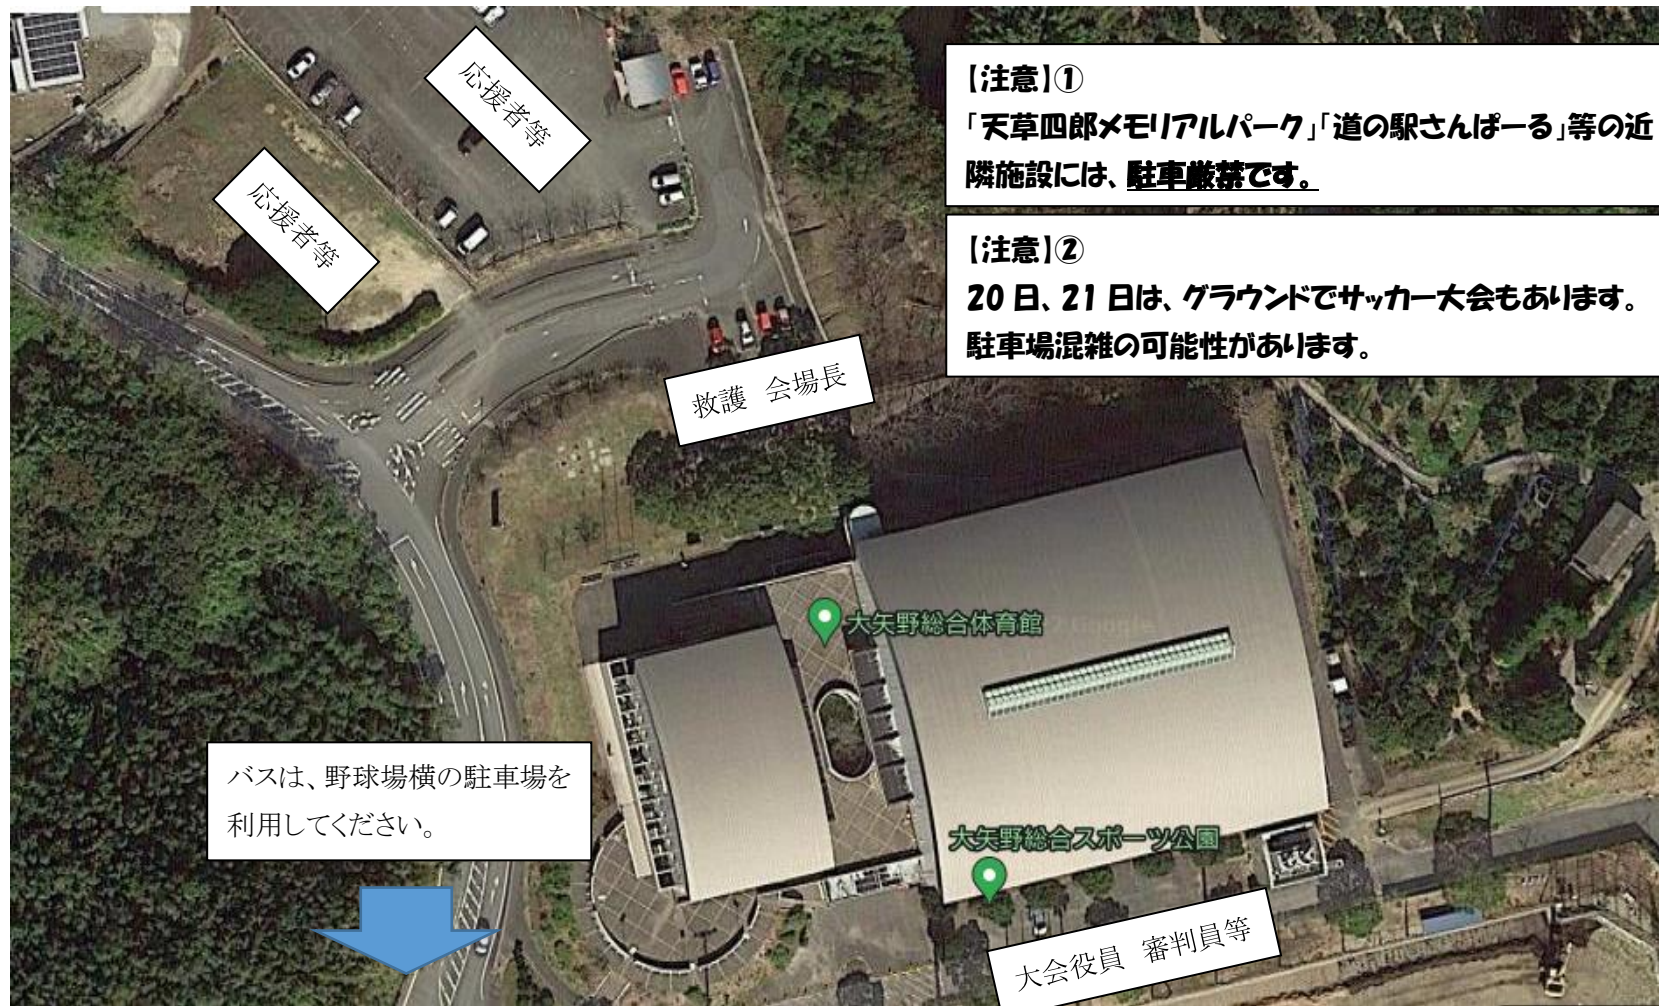 応援者等
応援者等
【注意】①
「天草四郎メモリアルパーク」「道の駅さんぱーる」等の近
隣施設には、駐車厳禁です。
【注意】②
20日、21日は、グラウンドでサッカー大会もあります。
駐車場混雑の可能性があります。
救護 会場長
大矢野総合体育館
バスは、野球場横の駐車場を
利用してください。
大矢野総合スポーツ公園
大会役員 審判員等